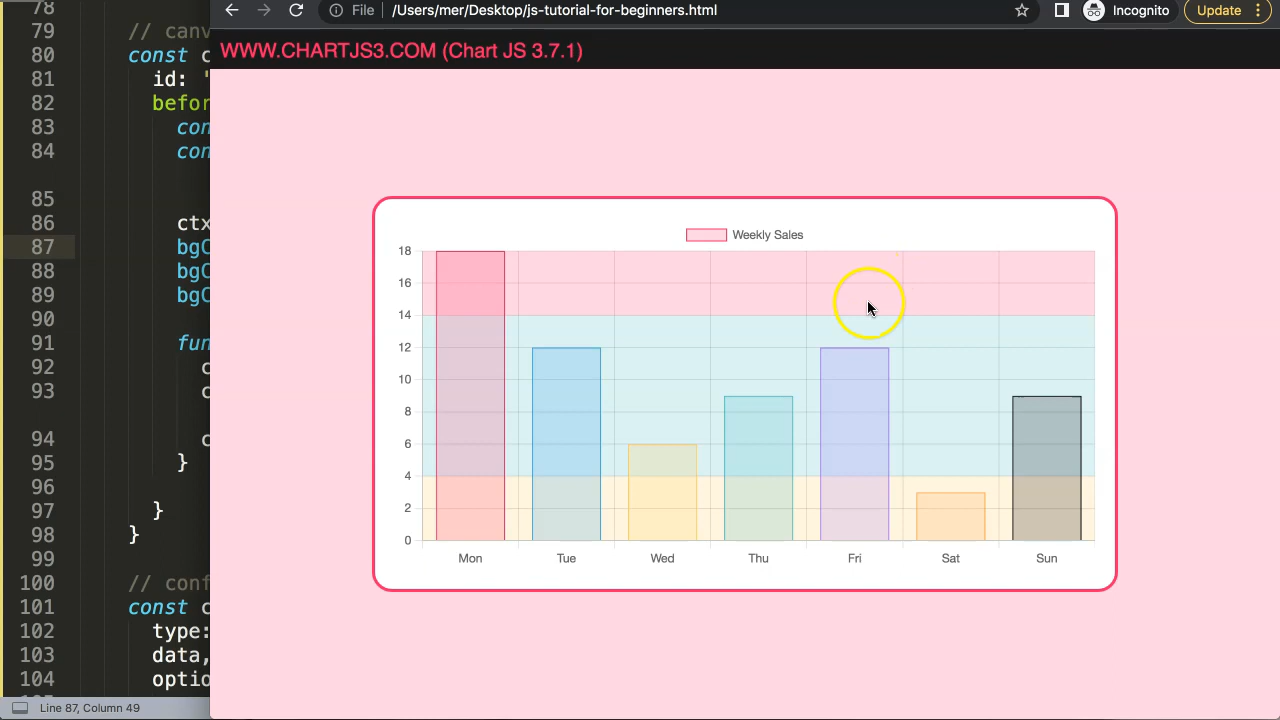 File /Users/mer/Desktop/js-tutorial-for-beginners.html Incognito Update
WWW.CHARTJS3.COM (Chart JS 3.7.1)
78
79 // canv
80 const c
81 id: '
82 befor
83 con
84 con
85
86 ctx
87 bgC
88 bgC
89 bgC
90
91 fun
92 c
93 c
94 c
95 }
96
97 }
98 }
99
100 // conf
101 const c
102 type:
103 data,
104 optio
Line 87, Column 49
Weekly Sales
18
16
14
12
10
8
6
4
2
0
Mon Tue Wed Thu Fri Sat Sun